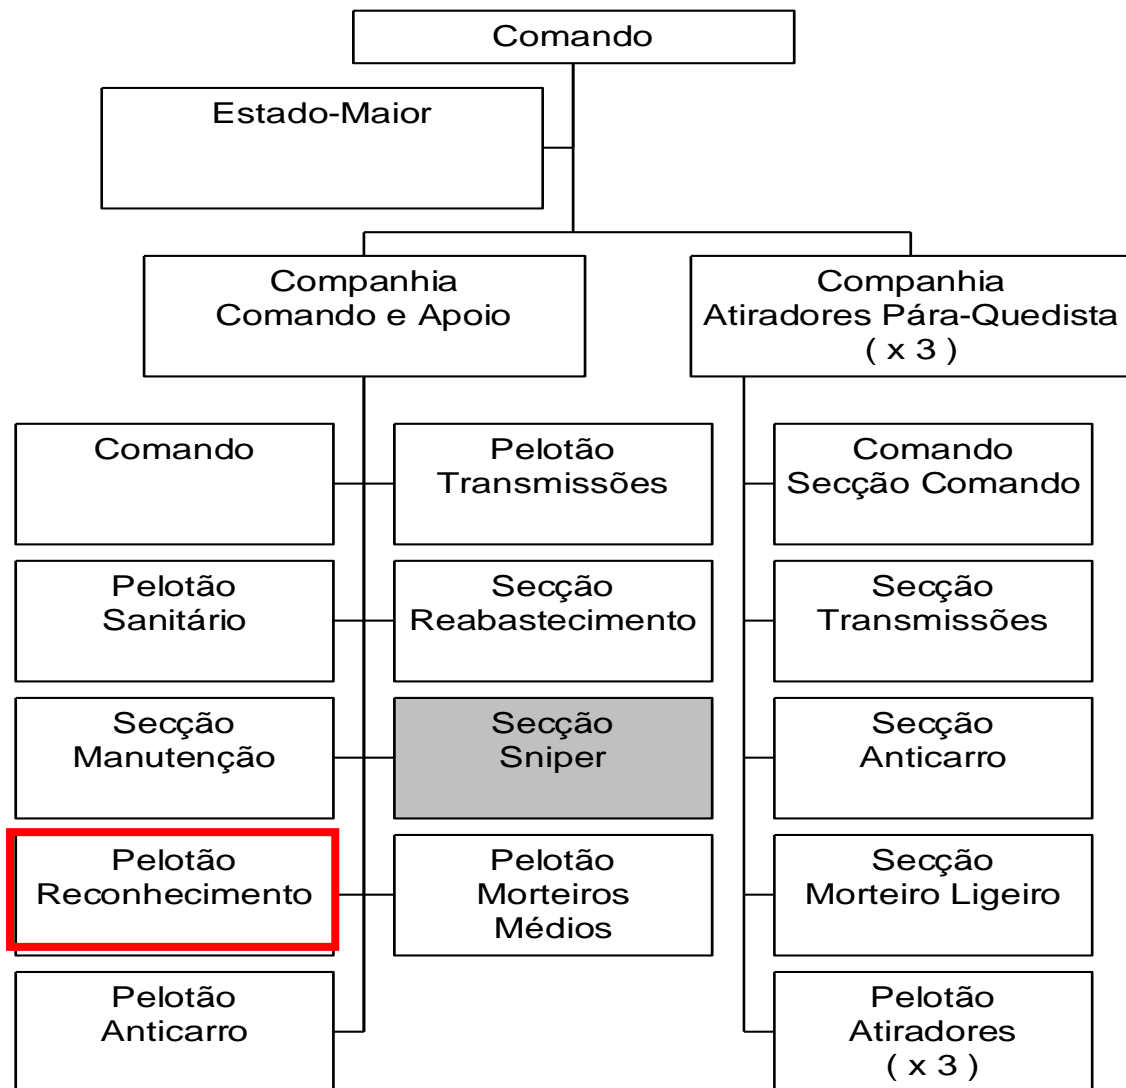 Comando
Estado-Maior
Companhia
Comando e Apoio
Companhia
Atiradores Pára-Quedista
( x 3 )
Comando
Pelotão
Transmissões
Comando
Secção Comando
Pelotão
Sanitário
Secção
Reabastecimento
Secção
Transmissões
Secção
Manutenção
Secção
Sniper
Secção
Anticarro
Pelotão
Reconhecimento
Pelotão
Morteiros
Médios
Secção
Morteiro Ligeiro
Pelotão
Anticarro
Pelotão
Atiradores
( x 3 )